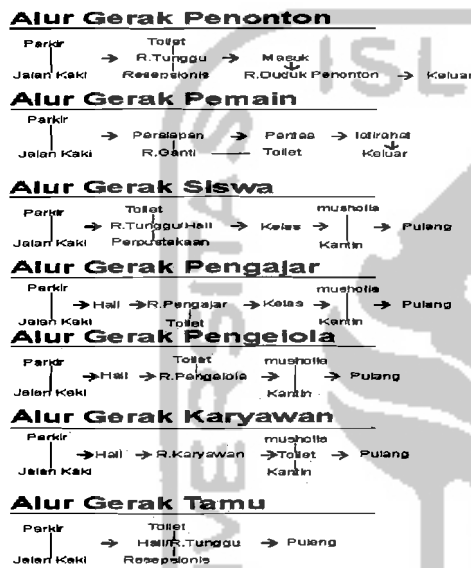 Alur Gerak Penonton
Parkir Toilet
→ R.Tunggu → Masuk
Jalan Kaki Resepsionis R.Duduk Penonton → Keluar
Alur Gerak Pemain
Parkir
→ Persiapan → Pentas → Istirahat
Jalan Kaki R.Ganti Toilet Keluar
Alur Gerak Siswa
Parkir Toilet musholla
→ R.Tunggu/Hall → Kelas → → Pulang
Jalan Kaki Perpustakaan Kantin
Alur Gerak Pengajar
Parkir musholla
→ Hall → R.Pengajar → Kelas → → Pulang
Jalan Kaki Toilet Kantin
Alur Gerak Pengelola
Parkir Toilet musholla
→ Hall → R.Pengelola → → Pulang
Jalan Kaki Kantin
Alur Gerak Karyawan
Parkir musholla
→ Hall → R.Karyawan → Toilet → Pulang
Jalan Kaki Kantin
Alur Gerak Tamu
Parkir Toilet
→ Hall/R.Tunggu → Pulang
Jalan Kaki Resepsionis